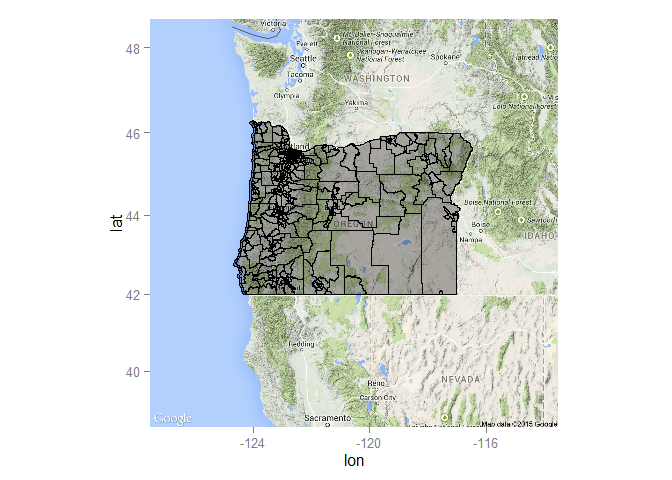 Victoria
48
Everett
Mt. Baker-Snoqualmie
National Forest
Okanogan-Wenatchee
National Forest
Seattle
Spokane
Flathead
National
Tacoma
WASHINGTON
Olympia
Yakima
Lolo National Forest
46
Boise National Forest
44
OREGON
Boise
Sawtooth
Nampa
IDAHO
lat
42
Redding
40
Reno
NEVADA
Carson City
Google
Sacramento
Map data ©2015 Google
-124
-120
-116
lon